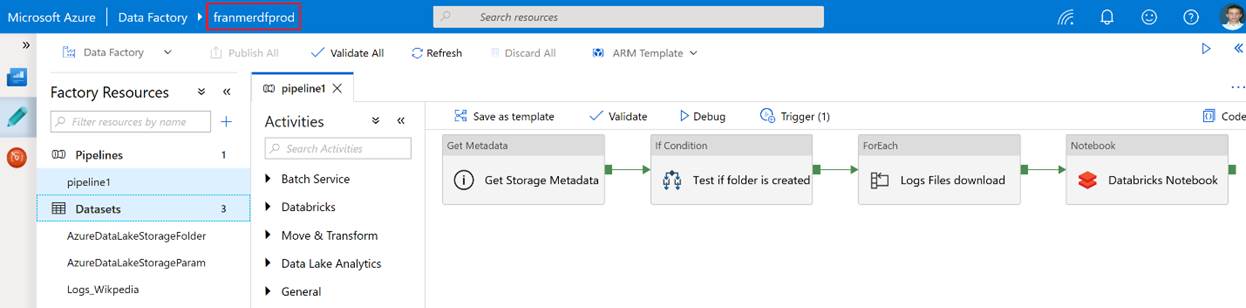 Microsoft Azure
Data Factory
franmerdfprod
Search resources
Data Factory
Publish All
Validate All
Refresh
Discard All
ARM Template
Factory Resources
Filter resources by name
Pipelines 1
pipeline1
Datasets 3
AzureDataLakeStorageFolder
AzureDataLakeStorageParam
Logs_Wikpedia
pipeline1
Activities
Search Activities
Batch Service
Databricks
Move & Transform
Data Lake Analytics
General
Save as template
Validate
Debug
Trigger (1)
Code
Get Metadata
Get Storage Metadata
If Condition
Test if folder is created
ForEach
Logs Files download
Notebook
Databricks Notebook